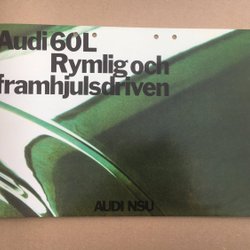 Audi 60L
Rymlig och
framhjulsdriven
AUDI NSU